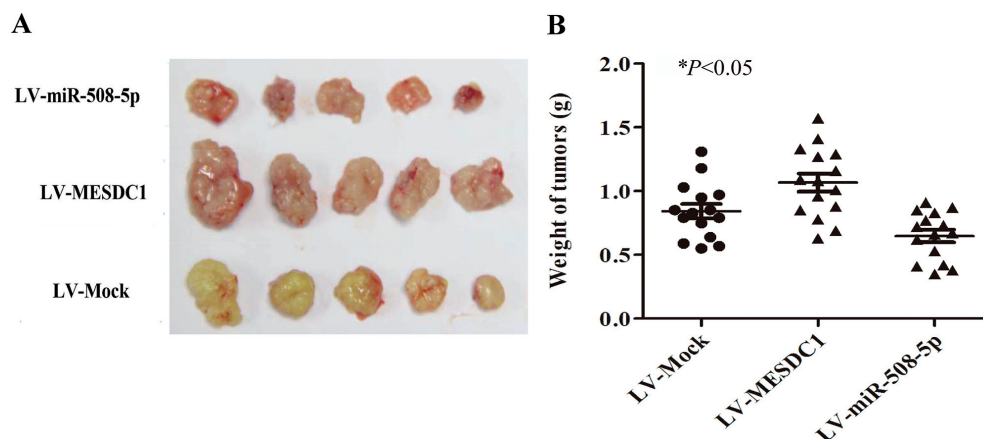 A
LV-miR-508-5p
LV-MESDC1
LV-Mock
B
*P<0.05
Weight of tumors (g)
2.0
1.5
1.0
0.5
0.0
LV-Mock
LV-MESDC1
LV-miR-508-5p